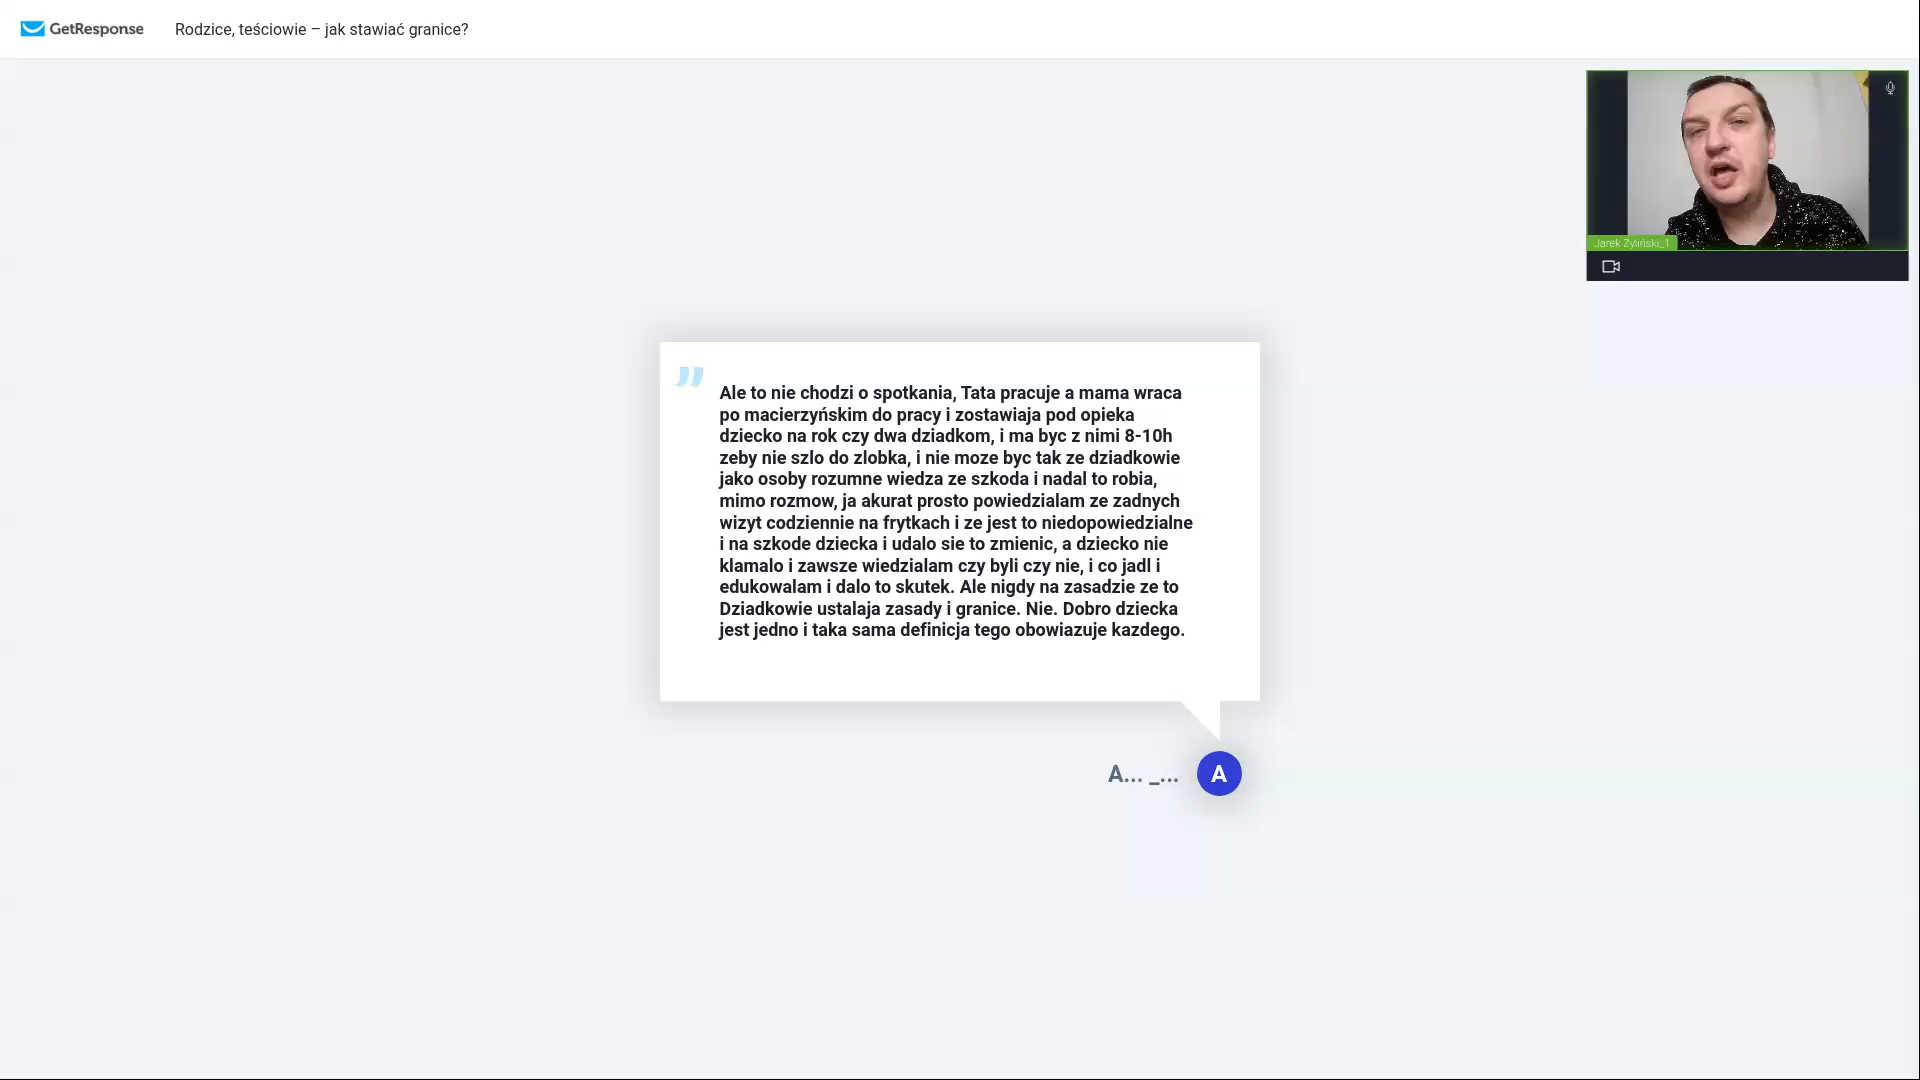 GetResponse
Rodzice, teściowie – jak stawiać granice?
Jarek Żyliński_1
Ale to nie chodzi o spotkania, Tata pracuje a mama wraca
po macierzyńskim do pracy i zostawiaja pod opieka
dziecko na rok czy dwa dziadkom, i ma byc z nimi 8-10h
zeby nie szlo do zlobka, i nie moze byc tak ze dziadkowie
jako osoby rozumne wiedza ze szkoda i nadal to robia,
mimo rozmow, ja akurat prosto powiedzialam ze zadnych
wizyt codziennie na frytkach i ze jest to niedopowiedzialne
i na szkode dziecka i udalo sie to zmienic, a dziecko nie
klamalo i zawsze wiedzialam czy byli czy nie, i co jadl i
edukowalam i dalo to skutek. Ale nigdy na zasadzie ze to
Dziadkowie ustalaja zasady i granice. Nie. Dobro dziecka
jest jedno i taka sama definicja tego obowiazuje kazdego.
A... _...
A